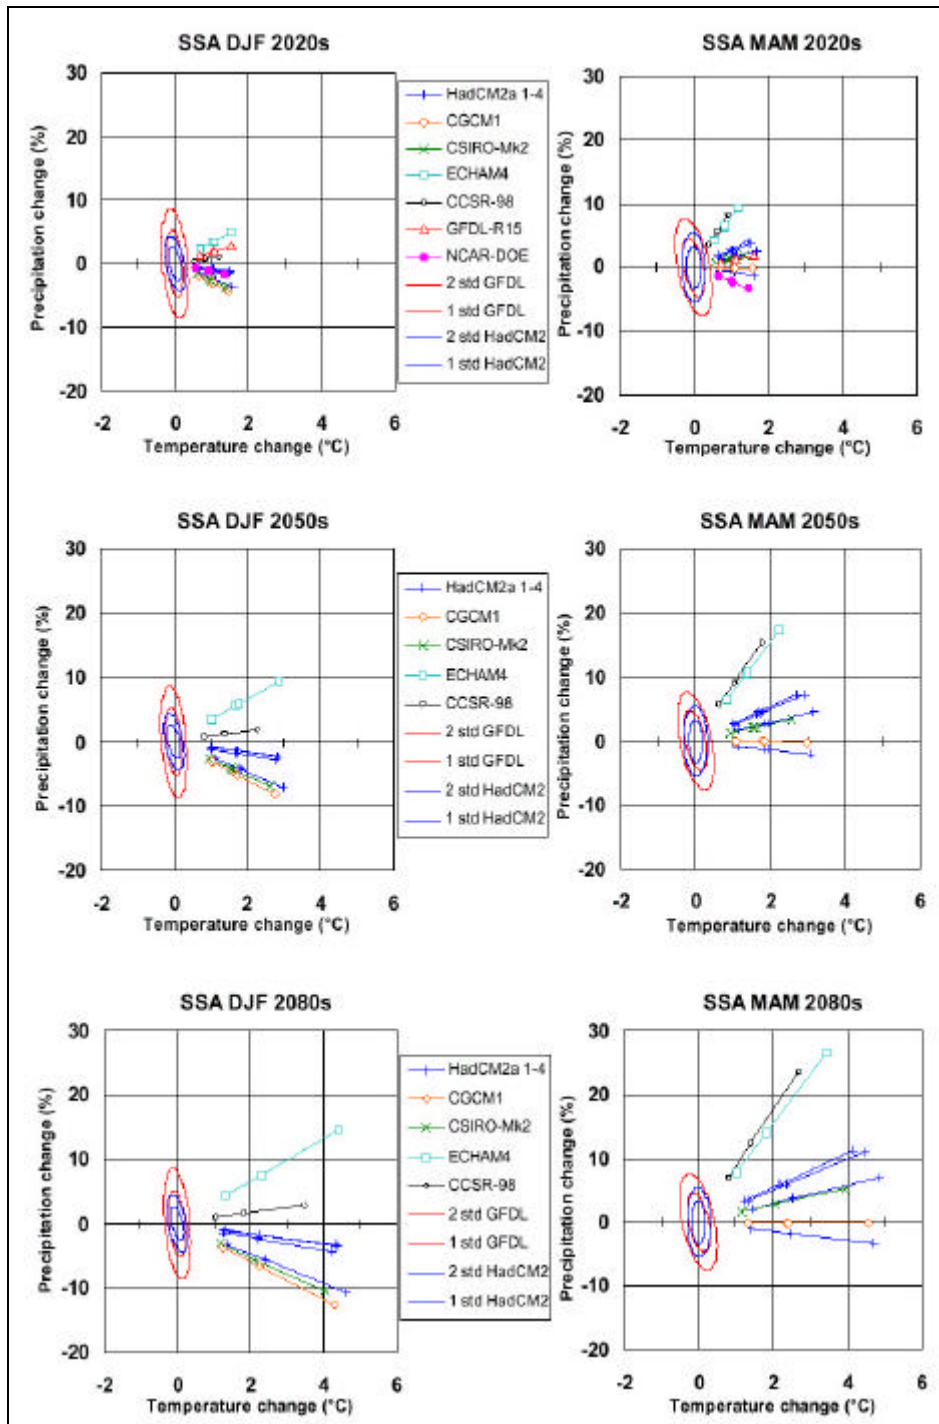 SSA DJF 2020s
Precipitation change (%)
30
20
10
0
-10
-20
-2 0 2 4 6
Temperature change (°C)
HadCM2a 1-4
CGCM1
CSIRO-Mk2
ECHAM4
CCSR-98
GFDL-R15
NCAR-DOE
2 std GFDL
1 std GFDL
2 std HadCM2
1 std HadCM2
SSA MAM 2020s
Precipitation change (%)
30
20
10
0
-10
-20
-2 0 2 4 6
Temperature change (°C)
SSA DJF 2050s
Precipitation change (%)
30
20
10
0
-10
-20
-2 0 2 4 6
Temperature change (°C)
HadCM2a 1-4
CGCM1
CSIRO-Mk2
ECHAM4
CCSR-98
2 std GFDL
1 std GFDL
2 std HadCM2
1 std HadCM2
SSA MAM 2050s
Precipitation change (%)
30
20
10
0
-10
-20
-2 0 2 4 6
Temperature change (°C)
SSA DJF 2080s
Precipitation change (%)
30
20
10
0
-10
-20
-2 0 2 4 6
Temperature change (°C)
HadCM2a 1-4
CGCM1
CSIRO-Mk2
ECHAM4
CCSR-98
2 std GFDL
1 std GFDL
2 std HadCM2
1 std HadCM2
SSA MAM 2080s
Precipitation change (%)
30
20
10
0
-10
-20
-2 0 2 4 6
Temperature change (°C)